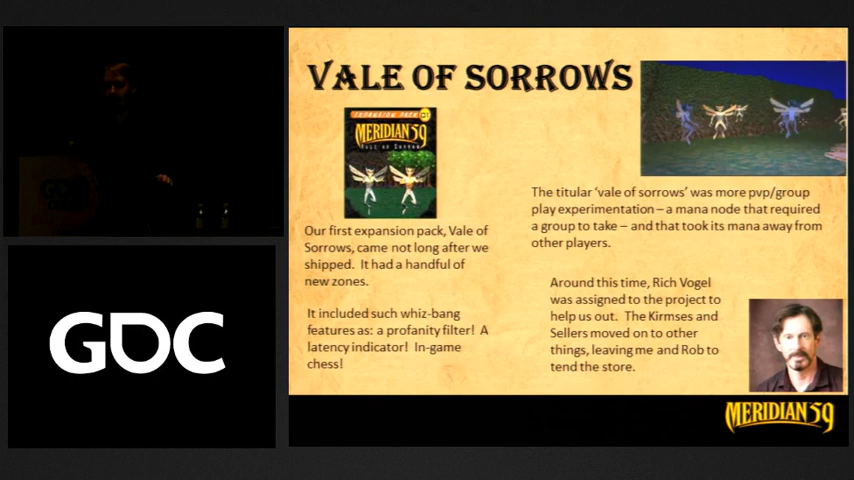 VALE OF SORROWS
MERIDIAN 59
VALE OF SORROWS
Our first expansion pack, Vale of
Sorrows, came not long after we
shipped. It had a handful of
new zones.
It included such whiz-bang
features as: a profanity filter! A
latency indicator! In-game
chess!
The titular ‘vale of sorrows’ was more pvp/group
play experimentation – a mana node that required
a group to take – and that took its mana away from
other players.
Around this time, Rich Vogel
was assigned to the project to
help us out. The Kirmses and
Sellers moved on to other
things, leaving me and Rob to
tend the store.
GDC
MERIDIAN 59